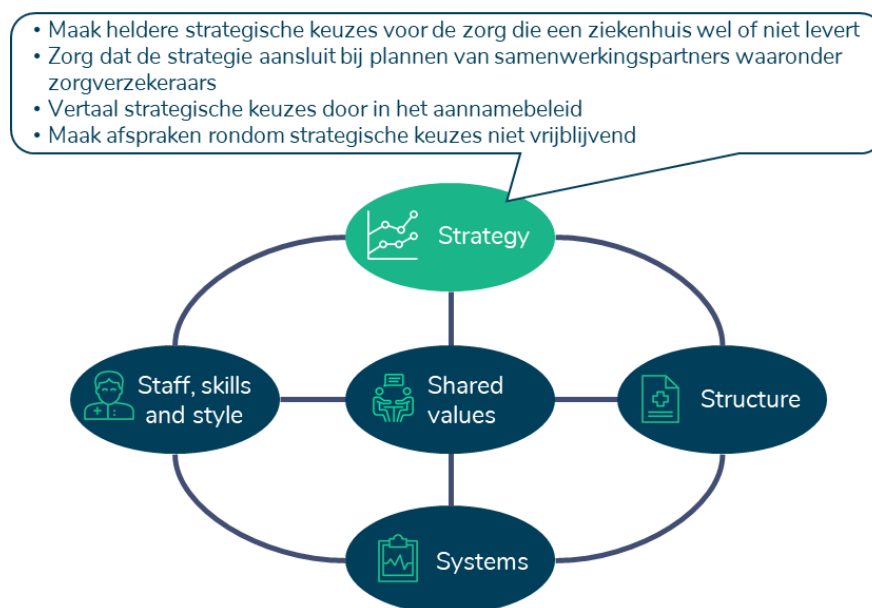 • Maak heldere strategische keuzes voor de zorg die een ziekenhuis wel of niet levert
• Zorg dat de strategie aansluit bij plannen van samenwerkingspartners waaronder
zorgverzekeraars
• Vertaal strategische keuzes door in het aannamebeleid
• Maak afspraken rondom strategische keuzes niet vrijblijvend
Strategy
Staff, skills
and style
Shared
values
Structure
Systems